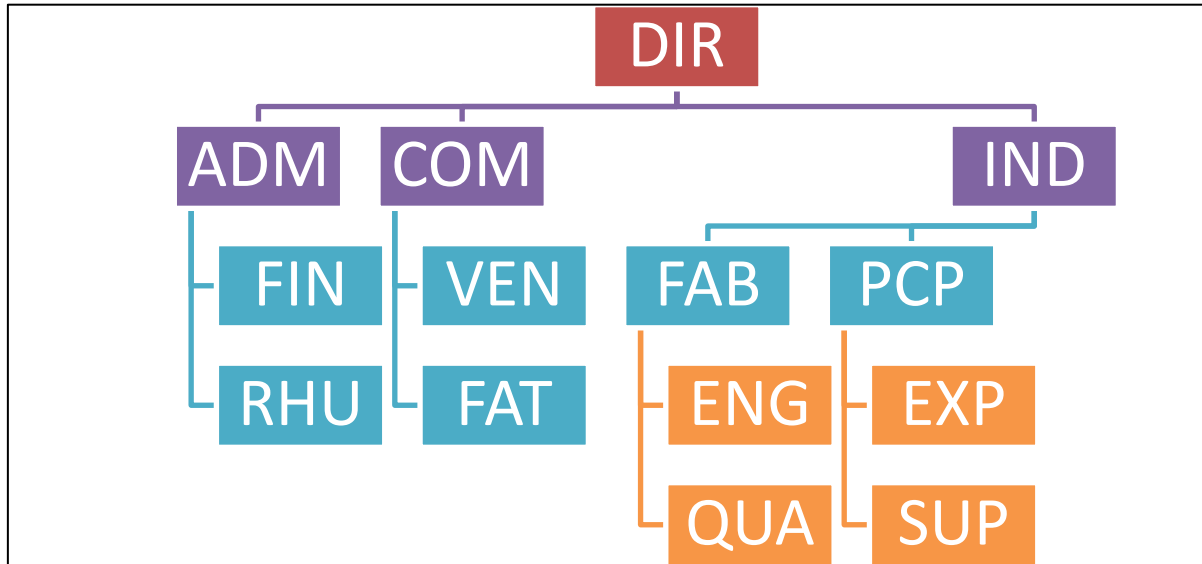 DIR
ADM
COM
IND
FIN
VEN
FAB
PCP
RHU
FAT
ENG
EXP
QUA
SUP